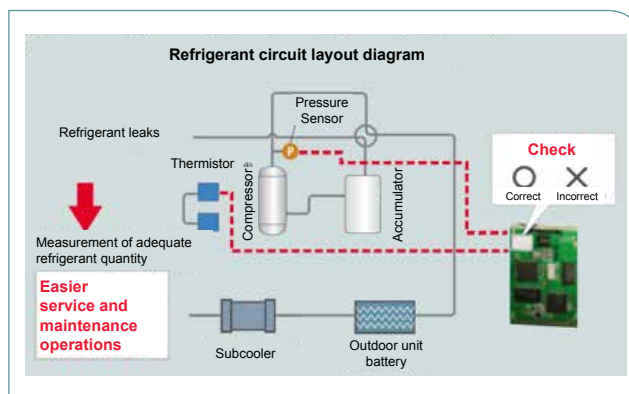 Refrigerant circuit layout diagram
Pressure
Sensor
Refrigerant leaks
P
Check
Correct
Incorrect
Thermistor
Compressor
Accumulator
Measurement of adequate
refrigerant quantity
Easier
service and
maintenance
operations
Subcooler
Outdoor unit
battery